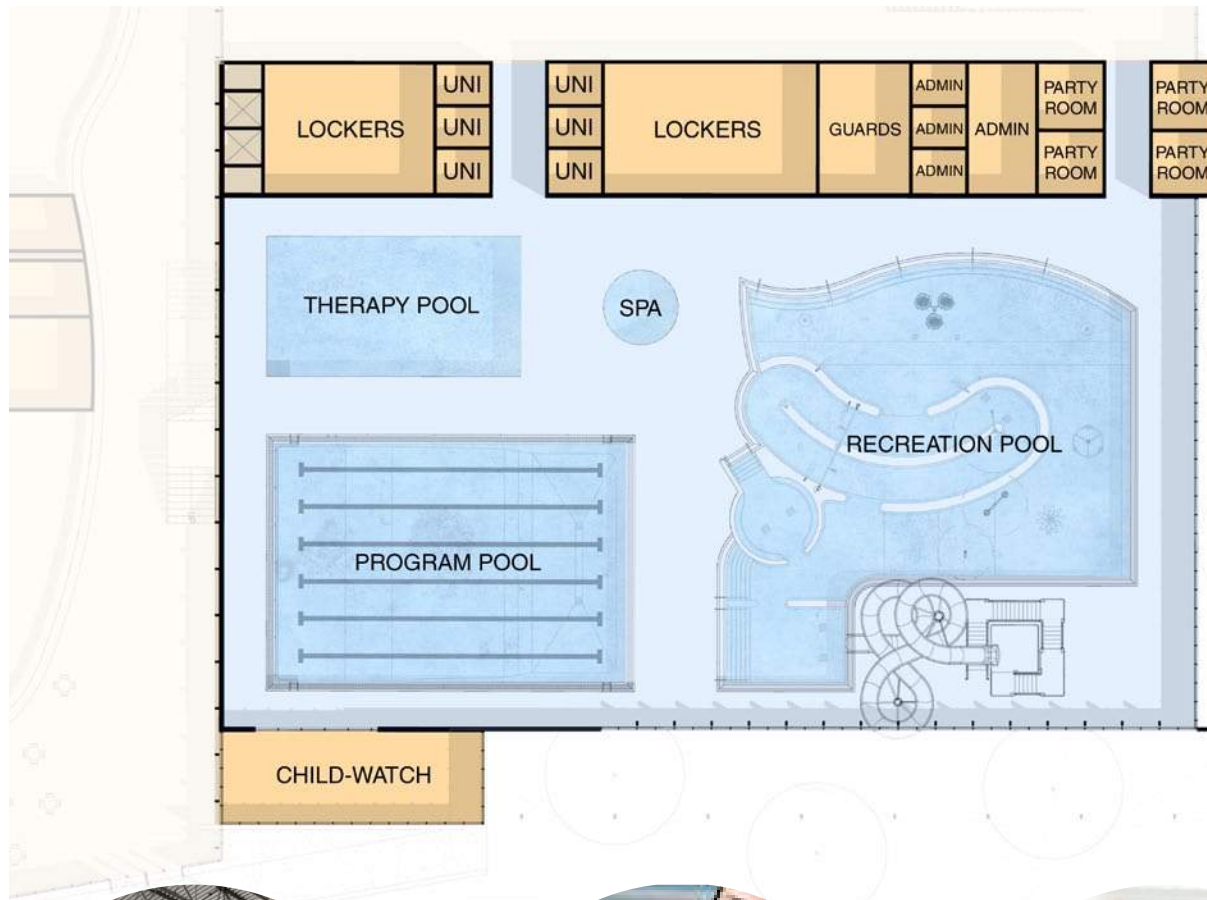 UNI
UNI
UNI
LOCKERS
UNI
UNI
UNI
LOCKERS
GUARDS
ADMIN
ADMIN
ADMIN
ADMIN
PARTY
ROOM
PARTY
ROOM
PARTY
ROOM
PARTY
ROOM
THERAPY POOL
SPA
RECREATION POOL
PROGRAM POOL
CHILD-WATCH